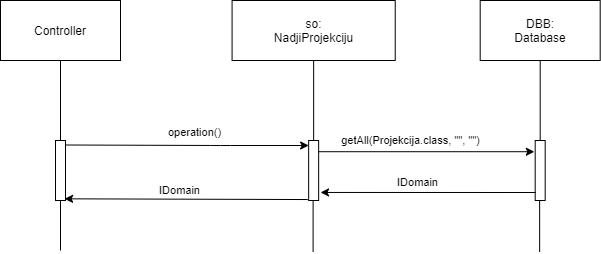 Controller
so:
NadjiProjekciju
DBB:
Database
operation()
getAll(Projekcija.class, "", "")
IDomain
IDomain